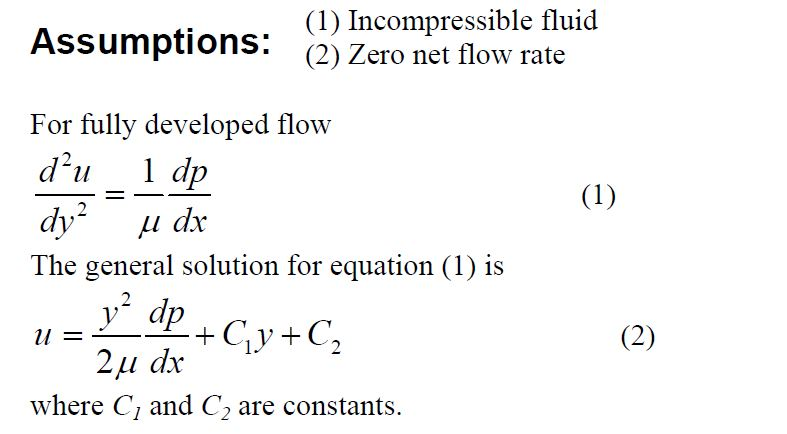 Assumptions: (1) Incompressible fluid
(2) Zero net flow rate
For fully developed flow
d²u/dy² = 1/μ dp/dx (1)
The general solution for equation (1) is
u = y²/2μ dp/dx + C₁y + C₂ (2)
where C₁ and C₂ are constants.